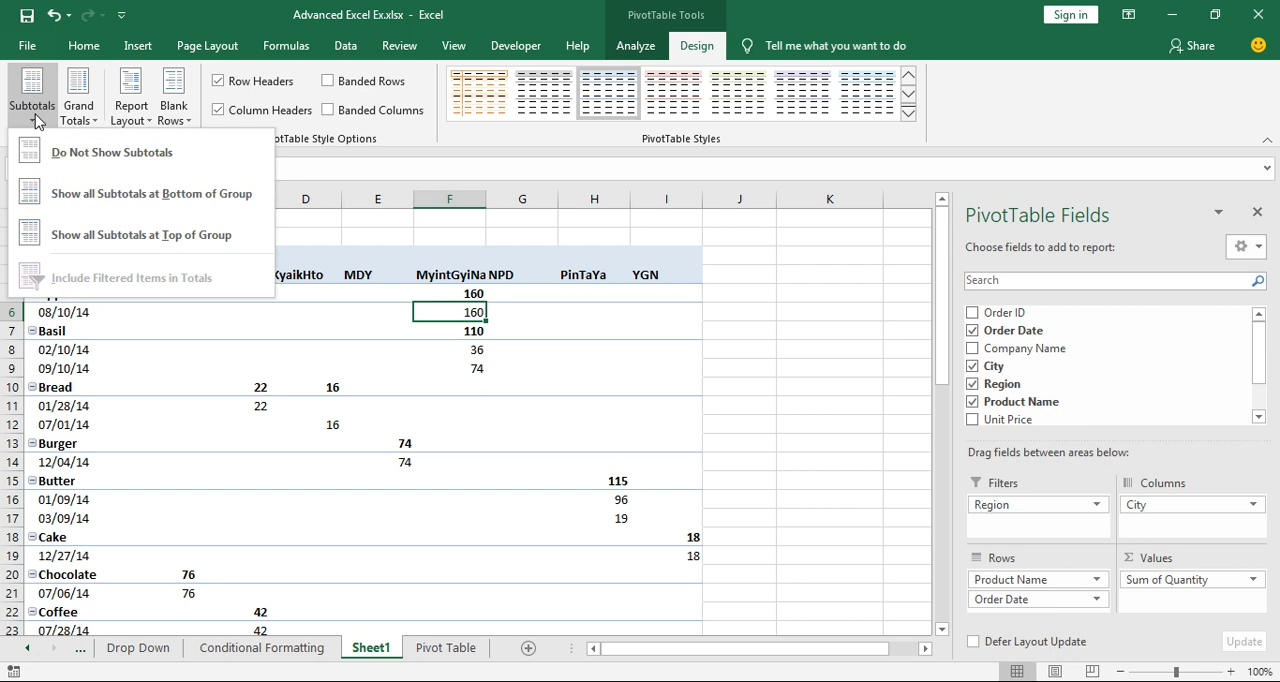 Advanced Excel Ex.xlsx - Excel
PivotTable Tools
Sign in
File Home Insert Page Layout Formulas Data Review View Developer Help Analyze Design Tell me what you want to do Share
Subtotals
Grand Totals
Report Layout
Blank Rows
Row Headers
Banded Rows
Column Headers
Banded Columns
PivotTable Styles
otTable Style Options
Do Not Show Subtotals
Show all Subtotals at Bottom of Group
Show all Subtotals at Top of Group
Include Filtered Items in Totals
D E F G H I J K
KyaikHto MDY MyintGyiNa NPD PinTaYa YGN
160
6 08/10/14 160
7 Basil 110
8 02/10/14 36
9 09/10/14 74
10 Bread 22 16
11 01/28/14 22
12 07/01/14 16
13 Burger 74
14 12/04/14 74
15 Butter 115
16 01/09/14 96
17 03/09/14 19
18 Cake 18
19 12/27/14 18
20 Chocolate 76
21 07/06/14 76
22 Coffee 42
23 07/28/14 42
... Drop Down Conditional Formatting Sheet1 Pivot Table
PivotTable Fields
Choose fields to add to report:
Search
Order ID
Order Date
Company Name
City
Region
Product Name
Unit Price
Drag fields between areas below:
Filters
Region
Columns
City
Rows
Product Name
Order Date
Σ Values
Sum of Quantity
Defer Layout Update
Update
100%